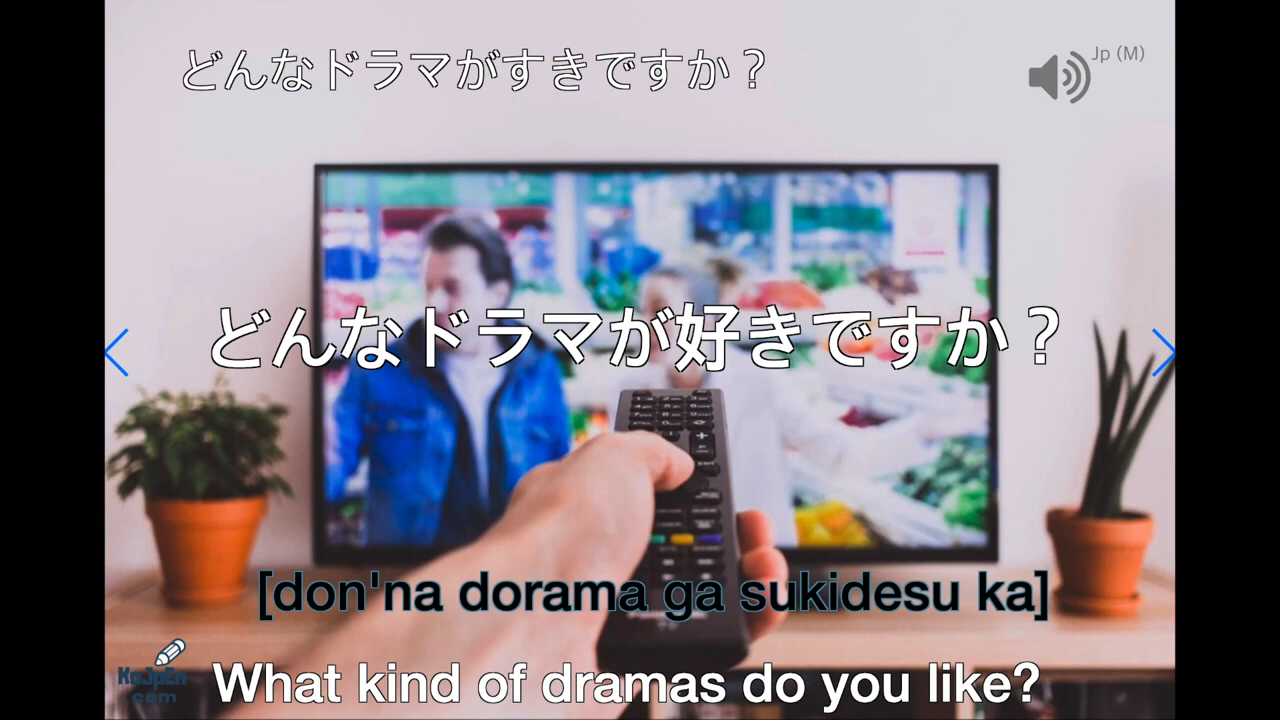 どんなドラマがすきですか？
Jp (M)
どんなドラマが好きですか？
[don'na dorama ga sukidesu ka]
What kind of dramas do you like?
KoJpEn
.com